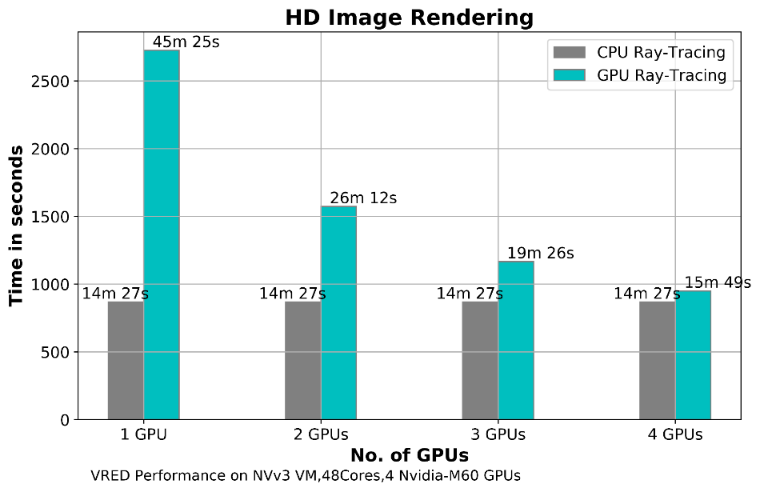 HD Image Rendering
CPU Ray-Tracing
GPU Ray-Tracing
Time in seconds
2500
2000
1500
1000
500
0
45m 25s
26m 12s
19m 26s
15m 49s
14m 27s
14m 27s
14m 27s
14m 27s
1 GPU
2 GPUs
3 GPUs
4 GPUs
No. of GPUs
VRED Performance on NVv3 VM,48Cores,4 Nvidia-M60 GPUs